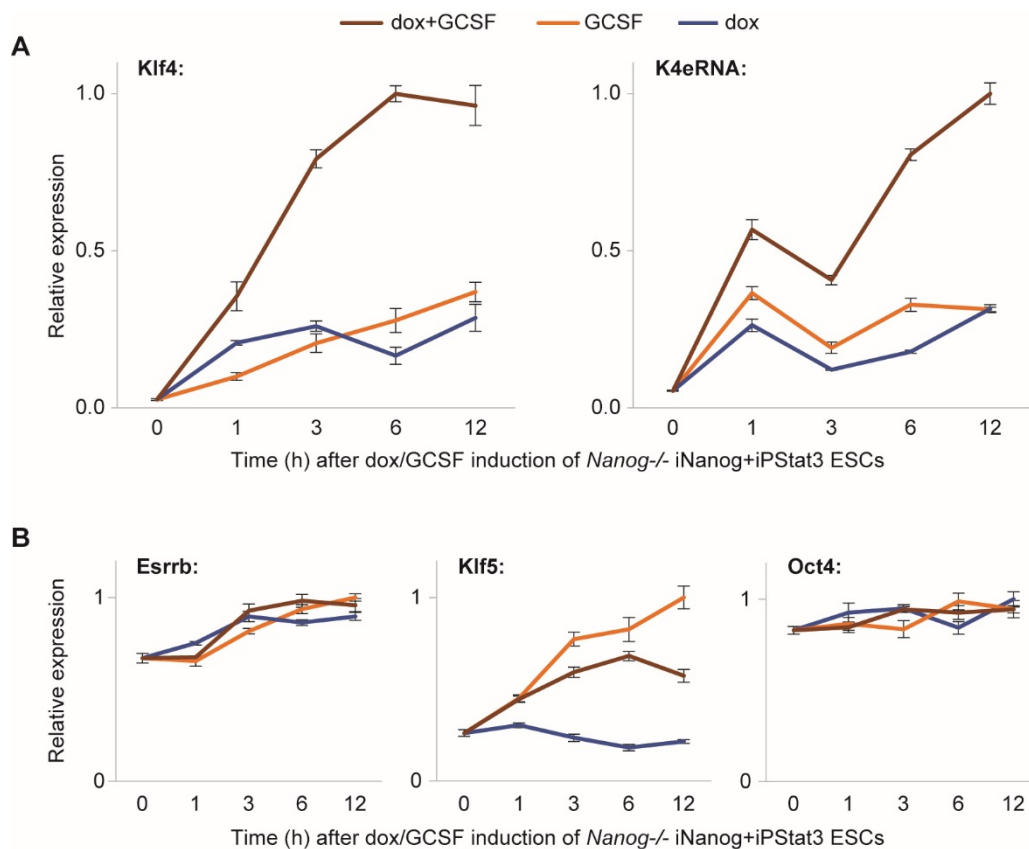 dox+GCSF GCSF dox
A
Klf4: K4eRNA:
Relative expression
1.0
0.5
0.0
0 1 3 6 12
1.0
0.5
0.0
0 1 3 6 12
Time (h) after dox/GCSF induction of Nanog-/- iNanog+iPStat3 ESCs
B
Esrrb: Klf5: Oct4:
Relative expression
1
0
0 1 3 6 12
1
0
0 1 3 6 12
1
0
0 1 3 6 12
Time (h) after dox/GCSF induction of Nanog-/- iNanog+iPStat3 ESCs